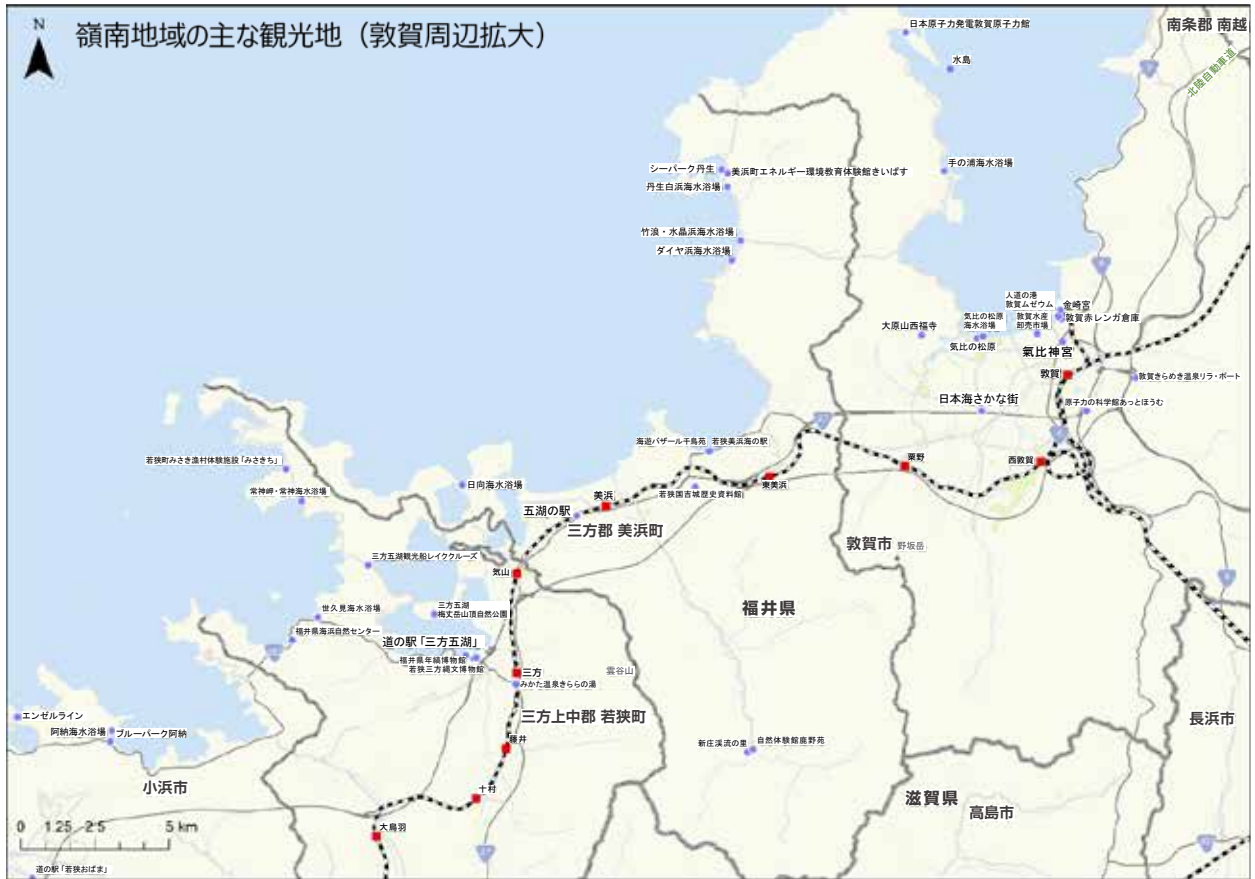 N
嶺南地域の主な観光地（敦賀周辺拡大）
日本原子力発電敦賀原子力館
南条郡 南越
水島
北陸自動車道
シーパーク丹生
美浜町エネルギー環境教育体験館きいぱす
手の浦海水浴場
丹生白浜海水浴場
竹浪・水晶浜海水浴場
ダイヤ浜海水浴場
人道の港
敦賀ムゼウム
金崎宮
気比の松原
海水浴場
敦賀水産
卸売市場
敦賀赤レンガ倉庫
大原山西福寺
気比の松原
氣比神宮
敦賀
敦賀きらめき温泉リラ・ポート
日本海さかな街
原子力の科学館あっとほうむ
海遊バザール千鳥苑
若狭美浜海の駅
若狭町みさき漁村体験施設「みさきち」
粟野
西敦賀
東美浜
日向海水浴場
常神岬・常神海水浴場
美浜
若狭国吉城歴史資料館
五湖の駅
三方郡 美浜町
敦賀市
野坂岳
三方五湖観光船レイククルーズ
気山
世久見海水浴場
三方五湖
梅丈岳山頂自然公園
福井県
福井県海浜自然センター
道の駅「三方五湖」
福井県年縞博物館
若狭三方縄文博物館
三方
雲谷山
みかた温泉きららの湯
エンゼルライン
三方上中郡 若狭町
長浜市
阿納海水浴場
ブルーパーク阿納
藤井
新庄渓流の里
自然体験館庭野苑
小浜市
十村
滋賀県
高島市
0 1.25 2.5 5 km
大鳥羽
道の駅「若狭おばま」